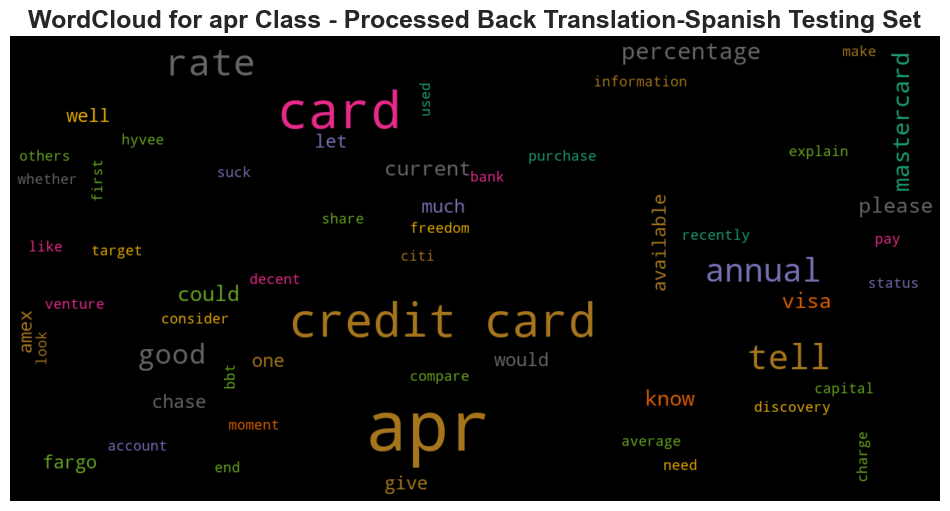 WordCloud for apr Class - Processed Back Translation-Spanish Testing Set
rate
percentage
make
information
mastercard
used
card
well
hyvee
let
others
whether
first
suck
current
bank
purchase
explain
much
share
freedom
available
please
recently
pay
like
target
citi
annual
status
decent
could
venture
consider
visa
credit card
amex
look
good
one
would
tell
bbt
compare
chase
know
capital
discovery
moment
apr
account
average
fargo
end
need
charge
give